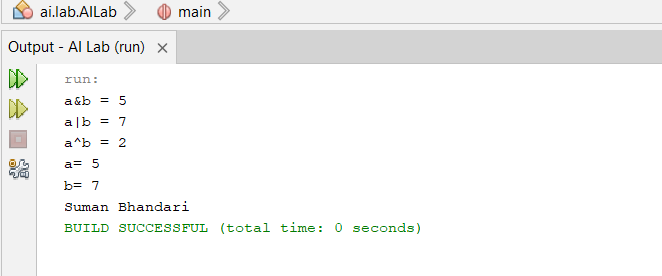 ai.lab.AILab main
Output - AI Lab (run) ×
run:
a&b = 5
a|b = 7
a^b = 2
a= 5
b= 7
Suman Bhandari
BUILD SUCCESSFUL (total time: 0 seconds)